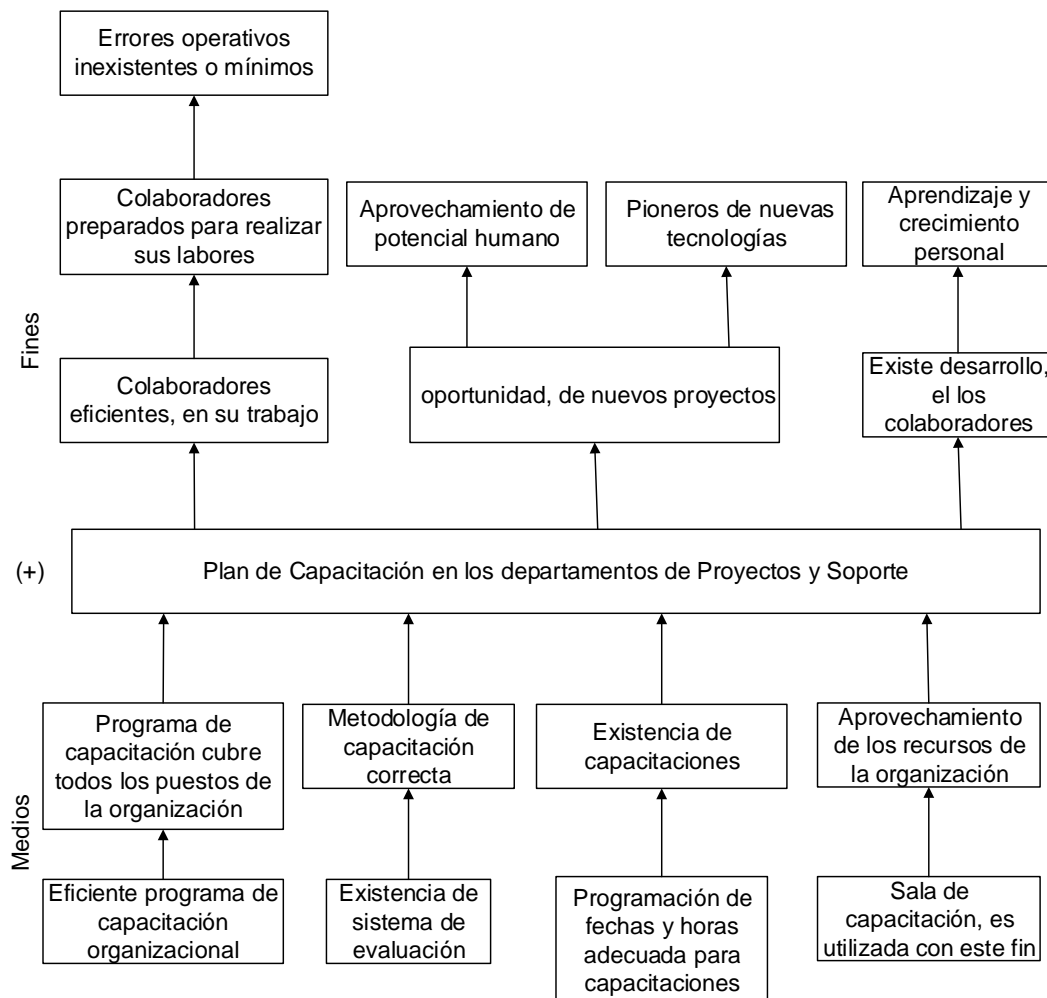 Errores operativos
inexistentes o mínimos
Colaboradores
preparados para realizar
sus labores
Aprovechamiento de
potencial humano
Pioneros de nuevas
tecnologías
Aprendizaje y
crecimiento
personal
Fines
Colaboradores
eficientes, en su trabajo
oportunidad, de nuevos proyectos
Existe desarrollo,
el los
colaboradores
(+)
Plan de Capacitación en los departamentos de Proyectos y Soporte
Programa de
capacitación cubre
todos los puestos de
la organización
Metodología de
capacitación
correcta
Existencia de
capacitaciones
Aprovechamiento
de los recursos de
la organización
Medios
Eficiente programa de
capacitación
organizacional
Existencia de
sistema de
evaluación
Programación de
fechas y horas
adecuada para
capacitaciones
Sala de
capacitación, es
utilizada con este fin